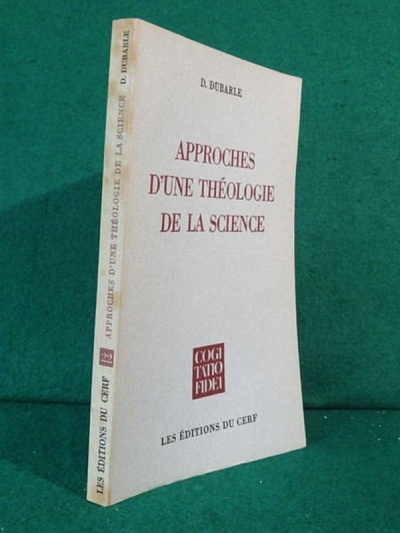 D. DUBARLE
APPROCHES
D'UNE THÉOLOGIE
DE LA SCIENCE
COGI
TATIO
FIDEI
LES ÉDITIONS DU CERF
LES ÉDITIONS DU CERF 22 APPROCHES D'UNE THÉOLOGIE DE LA SCIENCE D. DUBARLE